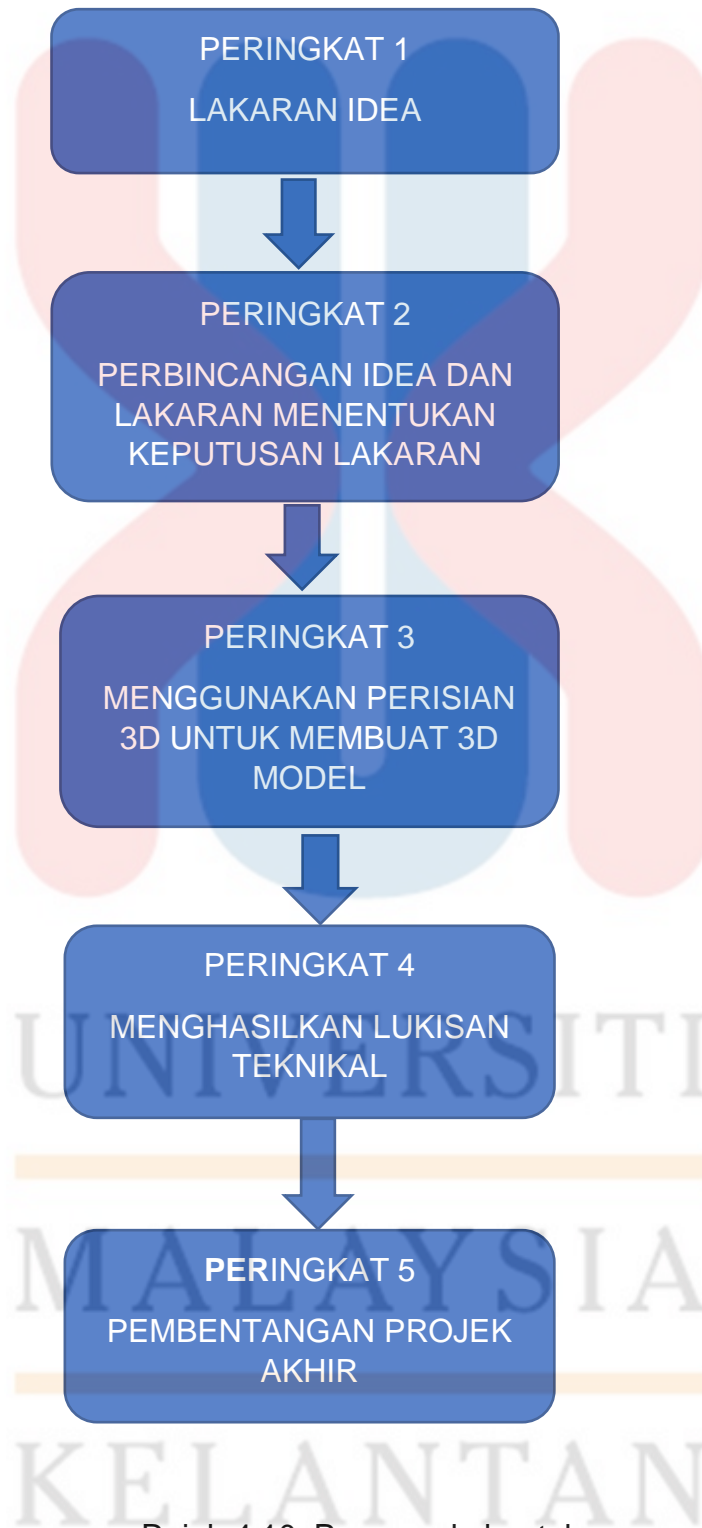 PERINGKAT 1
LAKARAN IDEA
PERINGKAT 2
PERBINCANGAN IDEA DAN
LAKARAN MENENTUKAN
KEPUTUSAN LAKARAN
PERINGKAT 3
MENGGUNAKAN PERISIAN
3D UNTUK MEMBUAT 3D
MODEL
PERINGKAT 4
MENGHASILKAN LUKISAN
TEKNIKAL
UNIVERSITI
MALAYSIA
PERINGKAT 5
PEMBENTANGAN PROJEK
AKHIR
KELANTAN